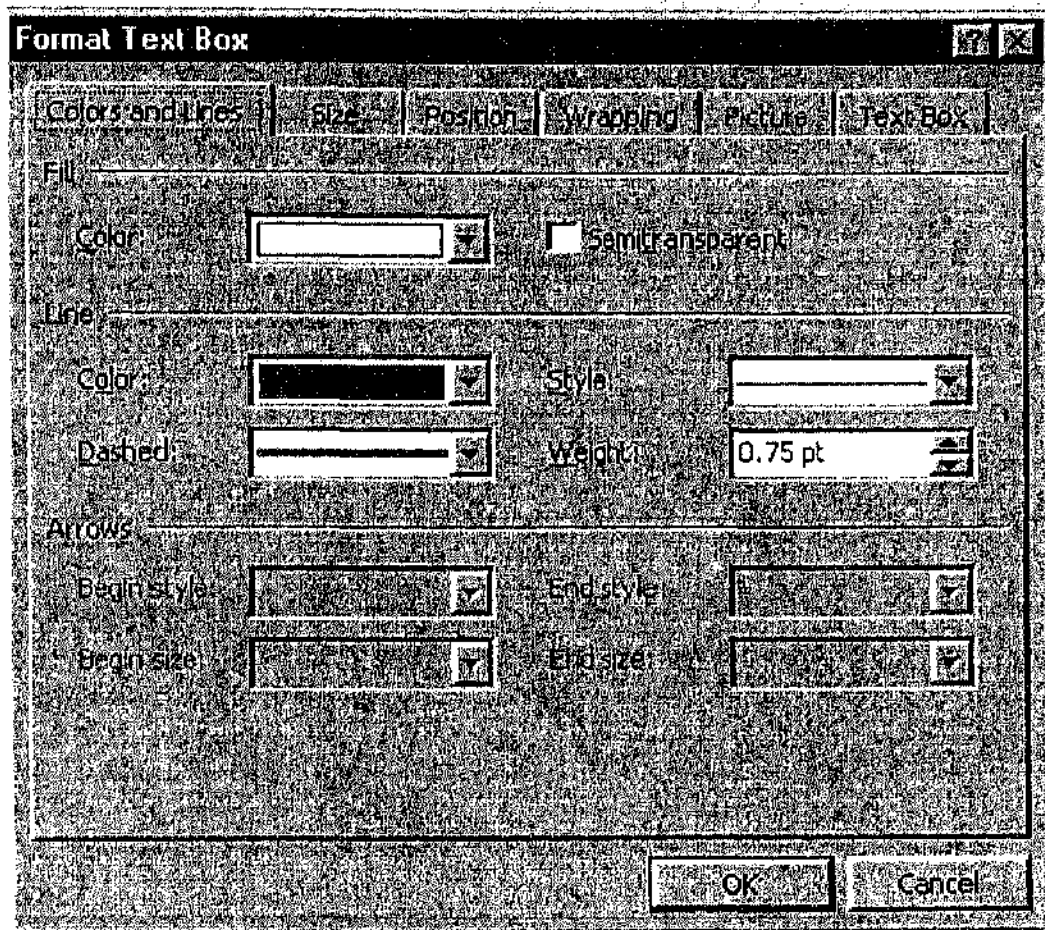 Format Text Box
Colors and Lines Size Position Wrapping Picture Text Box
Fill
Color: Semitransparent
Line
Color: Style:
Dashed: Weight: 0.75 pt
Arrows
Begin style: End style:
Begin size: End size:
OK Cancel